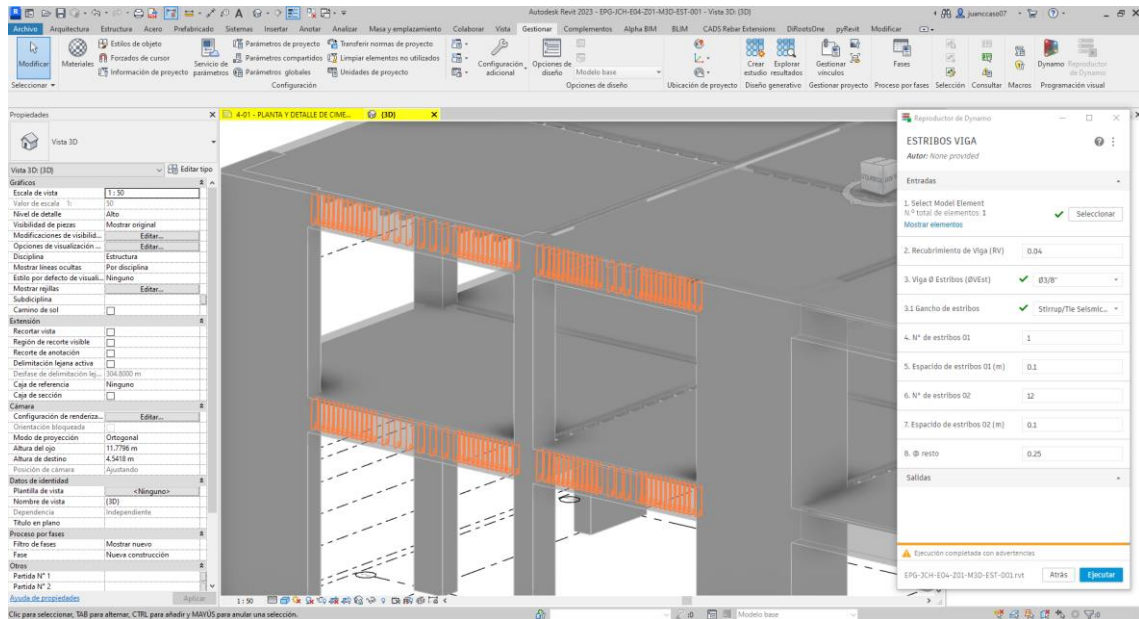 Autodesk Revit 2023 - EPG-JCH-E04-Z01-M3D-EST-001 - Vista 3D: {3D}
juanccaso07
Archivo Arquitectura Estructura Acero Prefabricado Sistemas Insertar Anotar Analizar Masa y emplazamiento Colaborar Vista Gestionar Complementos Alpha BIM BLIM CADS Rebar Extensions DiRootsOne pyRevit Modificar
Modificar
Materiales
Estilos de objeto
Forzados de cursor
Información de proyecto
Servicio de parámetros
Parámetros de proyecto
Parámetros compartidos
Parámetros globales
Transferir normas de proyecto
Limpiar elementos no utilizados
Unidades de proyecto
Configuración adicional
Opciones de diseño
Modelo base
Crear estudio
Explorar resultados
Gestionar vínculos
Fases
Dynamo
Reproductor de Dynamo
Seleccionar
Configuración
Opciones de diseño
Ubicación de proyecto
Diseño generativo
Gestionar proyecto
Proceso por fases
Selección
Consultar
Macros
Programación visual
Propiedades
4-01 - PLANTA Y DETALLE DE CIME...
{3D}
Vista 3D
Vista 3D: {3D}
Editar tipo
Gráficos
Escala de vista 1 : 50
Valor de escala 1: 50
Nivel de detalle Alto
Visibilidad de piezas Mostrar original
Modificaciones de visibilid... Editar...
Opciones de visualización ... Editar...
Disciplina Estructura
Mostrar líneas ocultas Por disciplina
Estilo por defecto de visuali... Ninguno
Mostrar rejillas Editar...
Subdiciplina
Camino de sol
Extensión
Recortar vista
Región de recorte visible
Recorte de anotación
Delimitación lejana activa
Desfase de delimitación lej... 304.8000 m
Caja de referencia Ninguno
Caja de sección
Cámara
Configuración de renderiza... Editar...
Orientación bloqueada
Modo de proyección Ortogonal
Altura del ojo 11.7796 m
Altura de destino 4.5418 m
Posición de cámara Ajustando
Datos de identidad
Plantilla de vista <Ninguno>
Nombre de vista {3D}
Dependencia Independiente
Título en plano
Proceso por fases
Filtro de fases Mostrar nuevo
Fase Nueva construcción
Otros
Partida N° 1
Partida N° 2
Ayuda de propiedades
Aplicar
Reproductor de Dynamo
ESTRIBOS VIGA
Autor: None provided
Entradas
1. Select Model Element
N.º total de elementos: 1
Mostrar elementos
Seleccionar
2. Recubrimiento de Viga (RV) 0.04
3. Viga Ø Estribos (ØVEst) Ø3/8"
3.1 Gancho de estribos Stirrup/Tie Seismic...
4. N° de estribos 01 1
5. Espacido de estribos 01 (m) 0.1
6. N° de estribos 02 12
7. Espacido de estribos 02 (m) 0.1
8. @ resto 0.25
Salidas
Ejecución completada con advertencias
EPG-JCH-E04-Z01-M3D-EST-001.rvt
Atrás
Ejecutar
1 : 50
Clic para seleccionar, TAB para alternar, CTRL para añadir y MAYÚS para anular una selección.
:0
Modelo base
:0